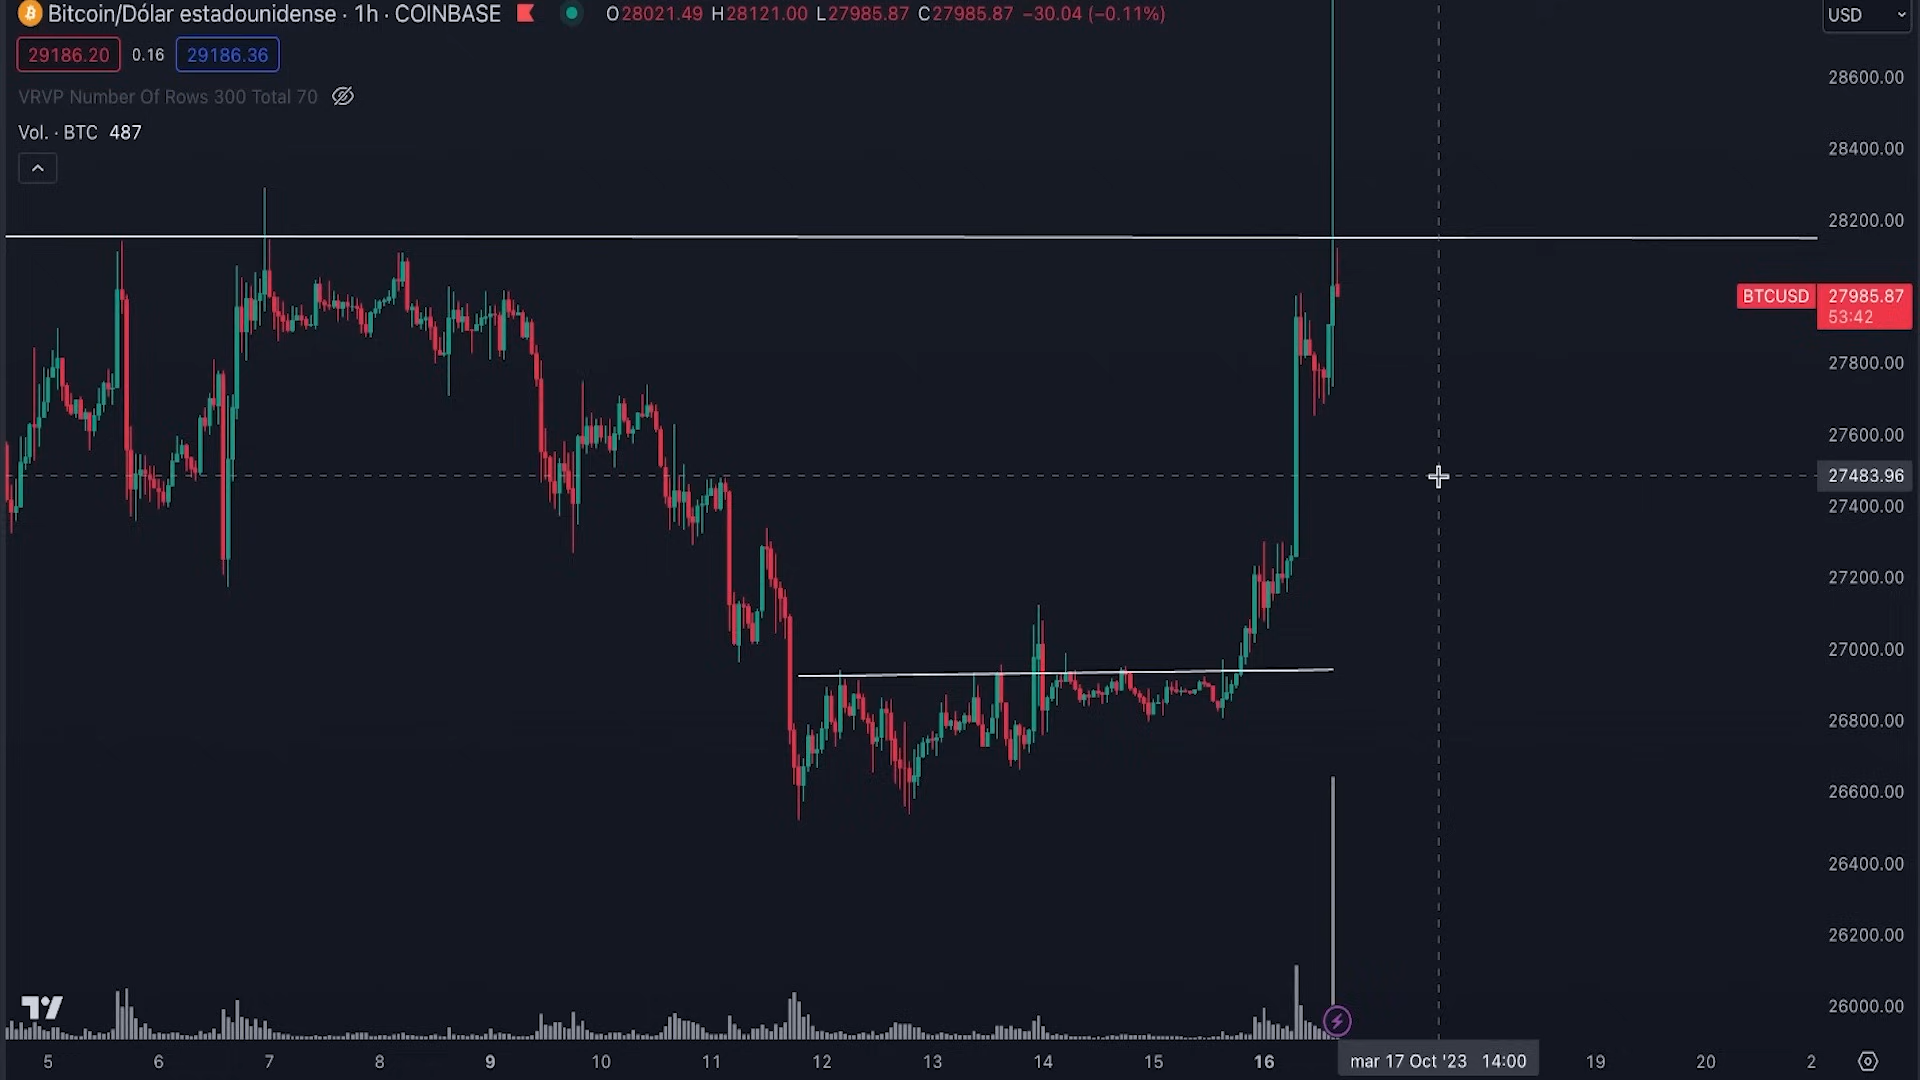 Bitcoin/Dólar estadounidense · 1h · COINBASE O28021.49 H28121.00 L27985.87 C27985.87 −30.04 (−0.11%) USD
29186.20 0.16 29186.36
VRVP Number Of Rows 300 Total 70
Vol. · BTC 487
28600.00
28400.00
28200.00
BTCUSD 27985.87
53:42
27800.00
27600.00
27483.96
27400.00
27200.00
27000.00
26800.00
26600.00
26400.00
26200.00
26000.00
5 6 7 8 9 10 11 12 13 14 15 16 mar 17 Oct '23 14:00 19 20 2